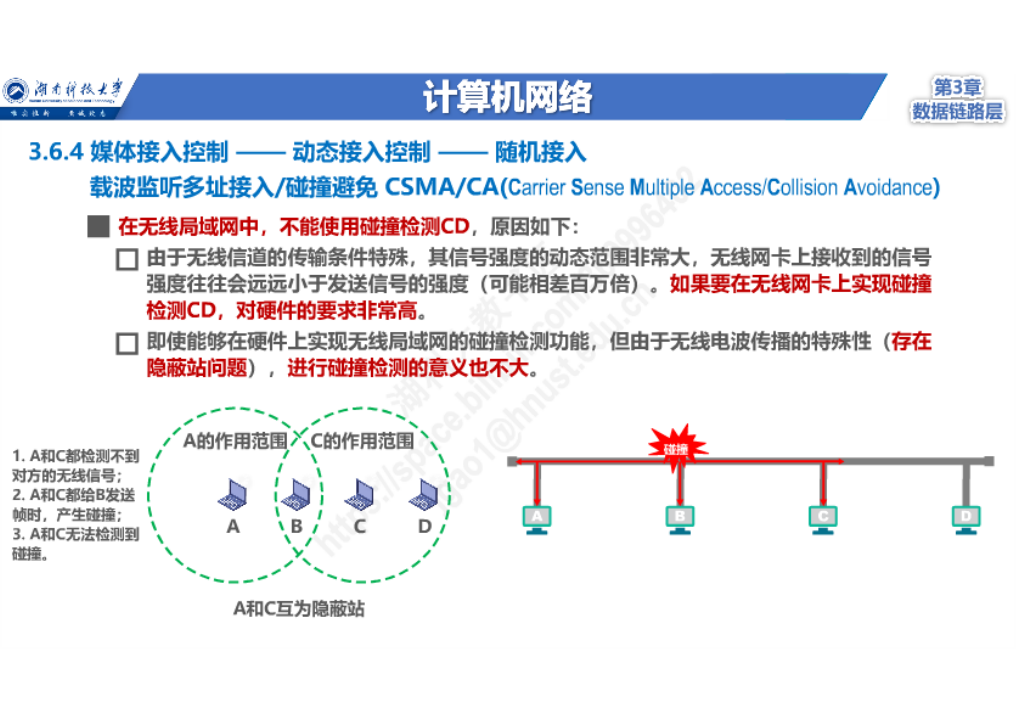 湖南科技大学
计算机网络
第3章
数据链路层
3.6.4 媒体接入控制 —— 动态接入控制 —— 随机接入
载波监听多址接入/碰撞避免 CSMA/CA(Carrier Sense Multiple Access/Collision Avoidance)
在无线局域网中，不能使用碰撞检测CD，原因如下：
由于无线信道的传输条件特殊，其信号强度的动态范围非常大，无线网卡上接收到的信号
强度往往会远远小于发送信号的强度（可能相差百万倍）。如果要在无线网卡上实现碰撞
检测CD，对硬件的要求非常高。
即使能够在硬件上实现无线局域网的碰撞检测功能，但由于无线电波传播的特殊性（存在
隐蔽站问题），进行碰撞检测的意义也不大。
A的作用范围
C的作用范围
1. A和C都检测不到
对方的无线信号；
2. A和C都给B发送
帧时，产生碰撞；
3. A和C无法检测到
碰撞。
A
B
C
D
A和C互为隐蔽站
碰撞
A
B
C
D